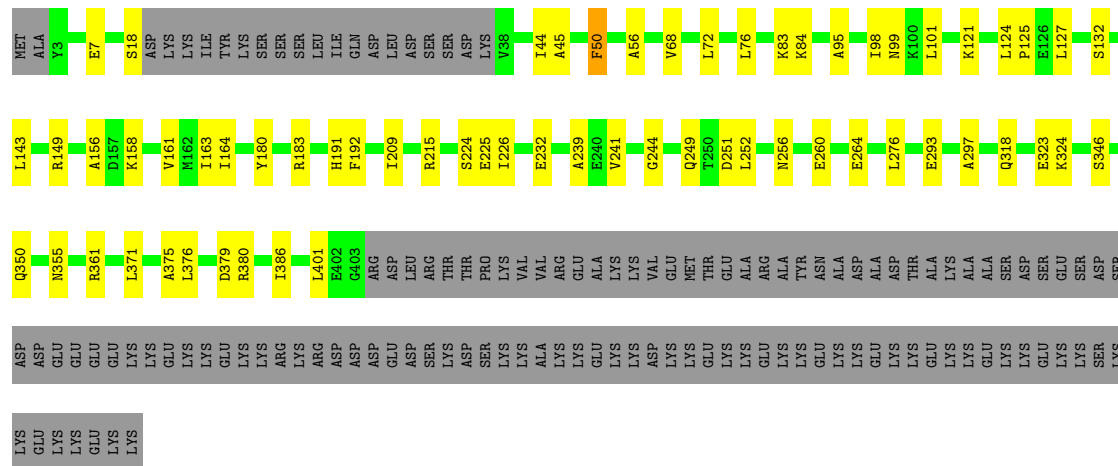 MET ALA Y3 E7 S18 ASP LYS LYS ILE TYR LYS SER SER SER LEU ILE GLN ASP LEU ASP SER SER ASP LYS V38 I44 A45 F50 A56 V68 L72 L76 K83 K84 A95 I98 N99 K100 L101 K121 L124 P125 E126 L127 S132
L143 R149 A156 D157 K158 V161 M162 I163 I164 Y180 R183 H191 F192 I209 R215 S224 E225 I226 E232 A239 E240 V241 G244 Q249 T250 D251 L252 N256 E260 E264 L276 E293 A297 Q318 E323 K324 S346
Q350 N355 R361 L371 A375 L376 D379 R380 I386 L401 E402 G403 ARG ASP LEU ARG THR THR PRO LYS VAL VAL ARG GLU ALA LYS LYS VAL GLU MET THR GLU ALA ARG ALA TYR ASN ALA ASP ALA ASP THR ALA LYS ALA ALA SER ASP SER GLU SER ASP SER
ASP ASP GLU GLU GLU GLU LYS LYS GLU LYS LYS GLU LYS LYS ARG LYS ARG ASP ASP ASP GLU ASP SER LYS ASP SER LYS LYS ALA LYS LYS GLU LYS LYS ASP LYS LYS GLU LYS LYS GLU LYS LYS GLU ASN LYS LYS GLU LYS LYS GLU LYS LYS GLU LYS LYS GLU LYS LYS SER LYS
LYS GLU LYS LYS GLU LYS LYS